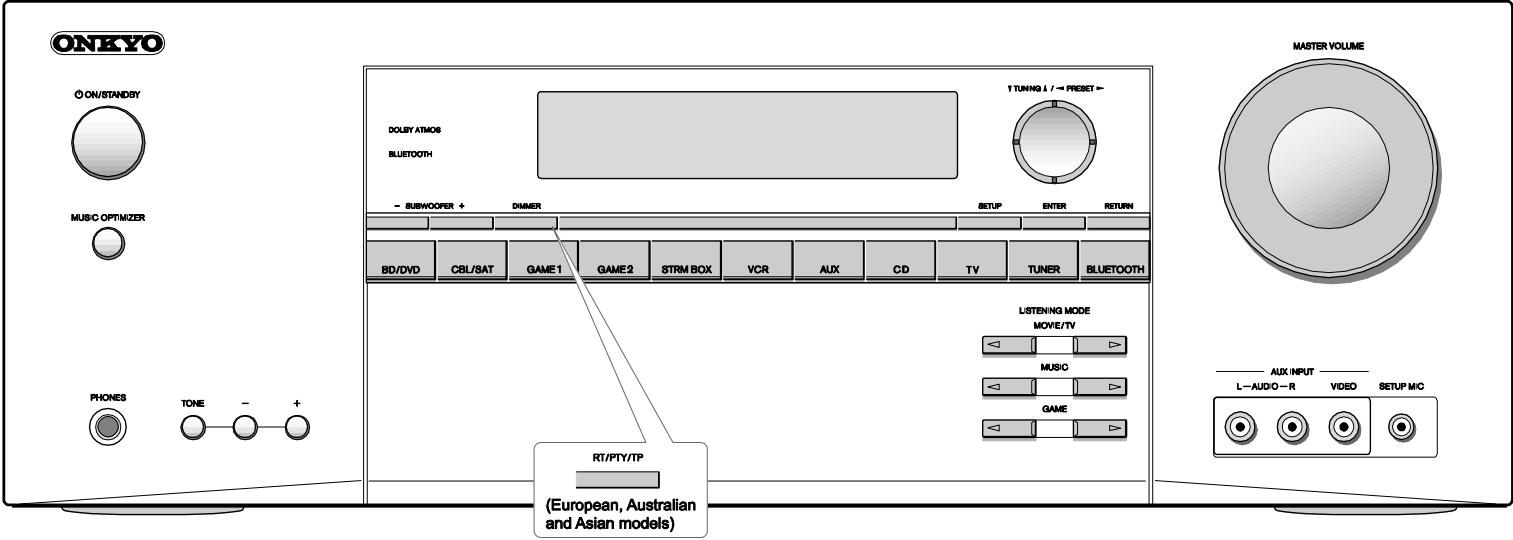 ONKYO
MASTER VOLUME
⏻ ON/STANDBY
TUNING / ◄ PRESET ►
DOLBY ATMOS
BLUETOOTH
MUSIC OPTIMIZER
− SUBWOOFER +
DIMMER
SETUP
ENTER
RETURN
BD/DVD
CBL/SAT
GAME 1
GAME 2
STRM BOX
VCR
AUX
CD
TV
TUNER
BLUETOOTH
LISTENING MODE
MOVIE/TV
MUSIC
GAME
PHONES
TONE
−
+
AUX INPUT
L — AUDIO — R
VIDEO
SETUP MIC
RT/PTY/TP
(European, Australian
and Asian models)